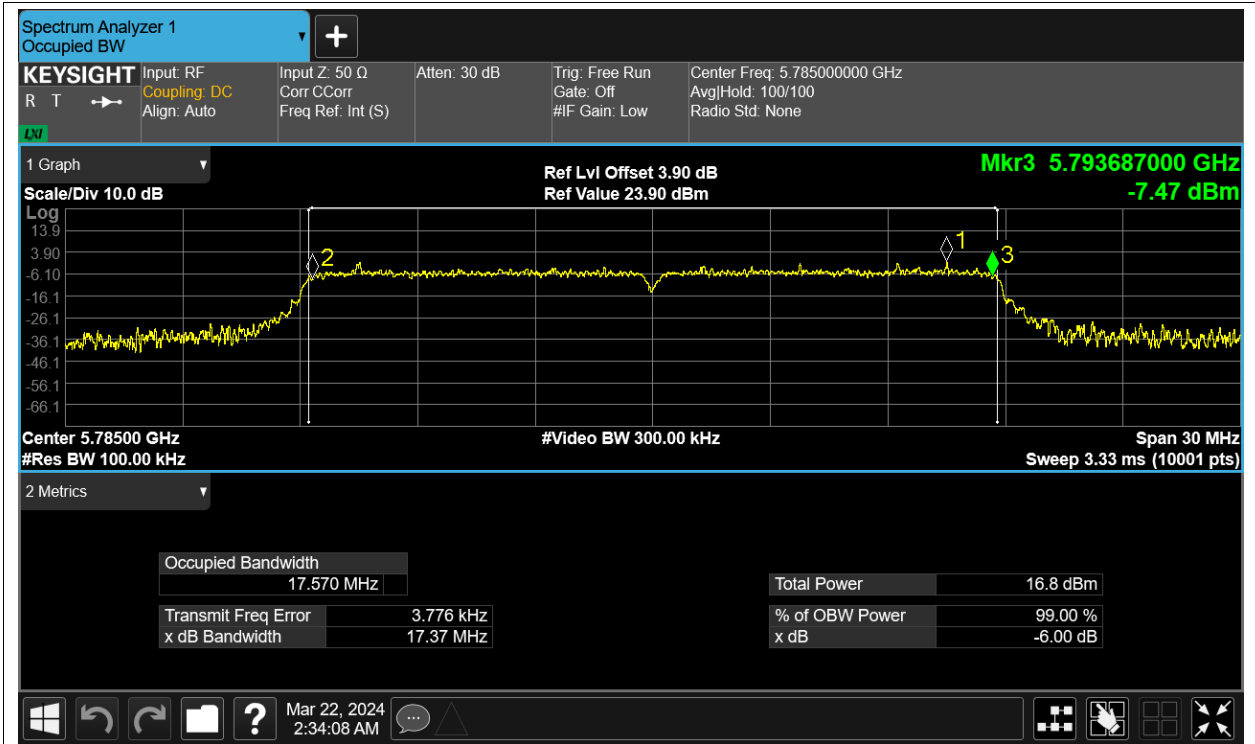 Spectrum Analyzer 1
Occupied BW
KEYSIGHT
R T
LXI
Input: RF
Coupling: DC
Align: Auto
Input Z: 50 Ω
Corr CCorr
Freq Ref: Int (S)
Atten: 30 dB
Trig: Free Run
Gate: Off
#IF Gain: Low
Center Freq: 5.785000000 GHz
Avg|Hold: 100/100
Radio Std: None
1 Graph
Scale/Div 10.0 dB
Ref Lvl Offset 3.90 dB
Ref Value 23.90 dBm
Mkr3 5.793687000 GHz
-7.47 dBm
Log
13.9
3.90
-6.10
-16.1
-26.1
-36.1
-46.1
-56.1
-66.1
2
1
3
Center 5.78500 GHz
#Res BW 100.00 kHz
#Video BW 300.00 kHz
Span 30 MHz
Sweep 3.33 ms (10001 pts)
2 Metrics
Occupied Bandwidth
17.570 MHz
Transmit Freq Error 3.776 kHz
x dB Bandwidth 17.37 MHz
Total Power 16.8 dBm
% of OBW Power 99.00 %
x dB -6.00 dB
?
Mar 22, 2024
2:34:08 AM